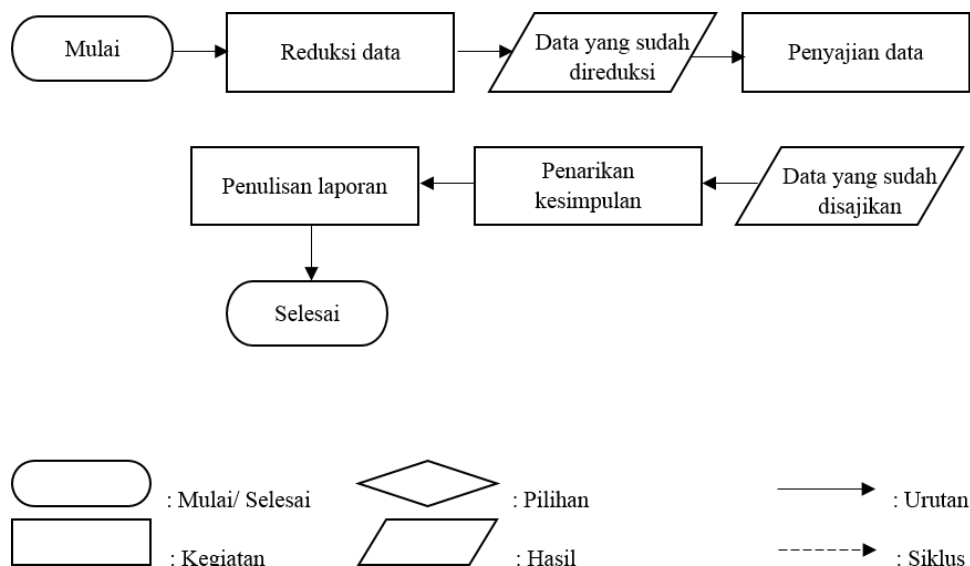 Mulai
Reduksi data
Data yang sudah
direduksi
Penyajian data
Data yang sudah
disajikan
Penarikan
kesimpulan
Penulisan laporan
Selesai
: Mulai/ Selesai
: Pilihan
: Urutan
: Kegiatan
: Hasil
: Siklus